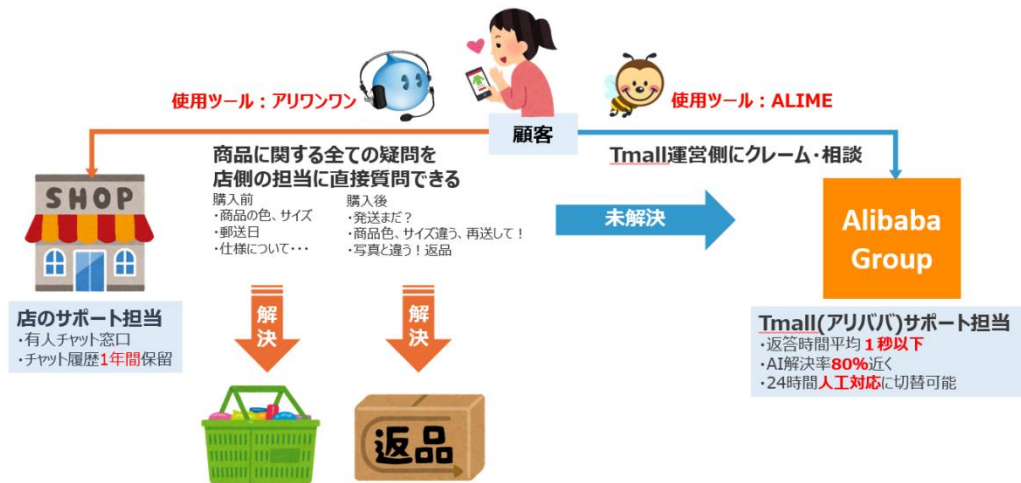 使用ツール：アリワンワン
使用ツール：ALIME
顧客
商品に関する全ての疑問を
店側の担当に直接質問できる
購入前
・商品の色、サイズ
・郵送日
・仕様について・・・
購入後
・発送まだ？
・商品色、サイズ違う、再送して！
・写真と違う！返品
Tmall運営側にクレーム・相談
未解決
SHOP
Alibaba
Group
店のサポート担当
・有人チャット窓口
・チャット履歴1年間保留
解決
解決
Tmall(アリババ)サポート担当
・返答時間平均１秒以下
・AI解決率80%近く
・24時間人工対応に切替可能
返品